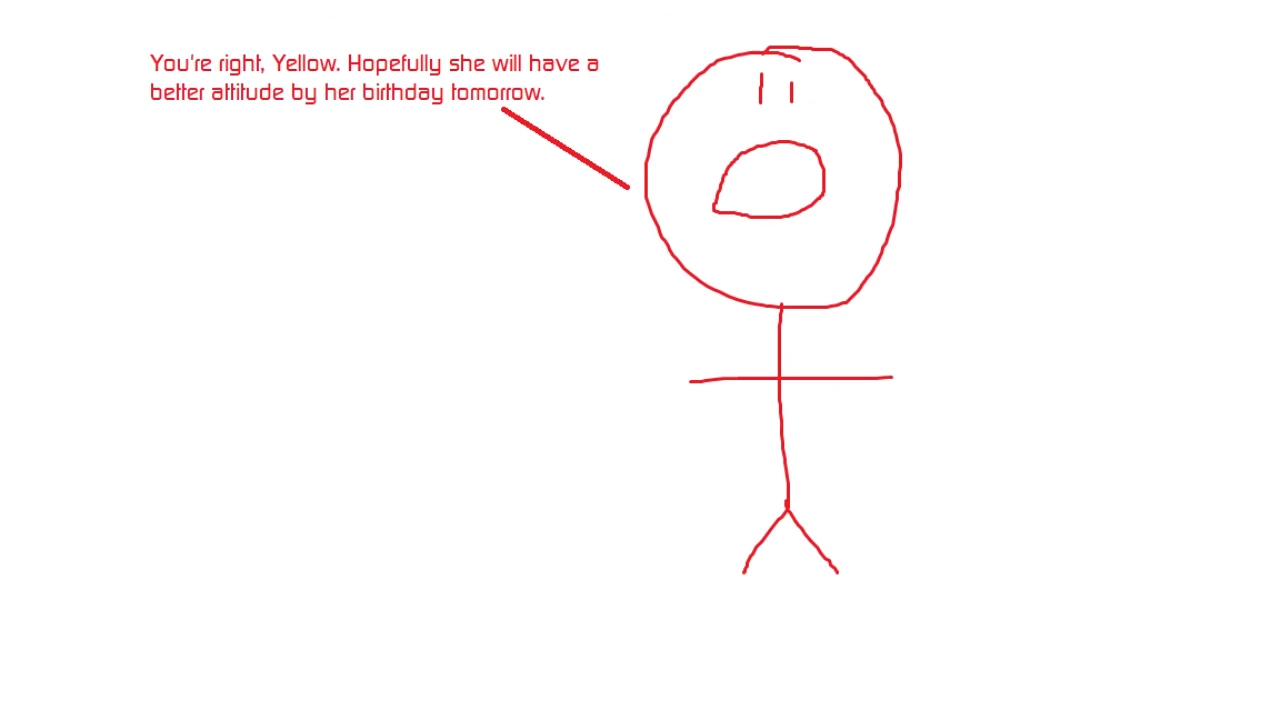 You're right, Yellow. Hopefully she will have a
better attitude by her birthday tomorrow.